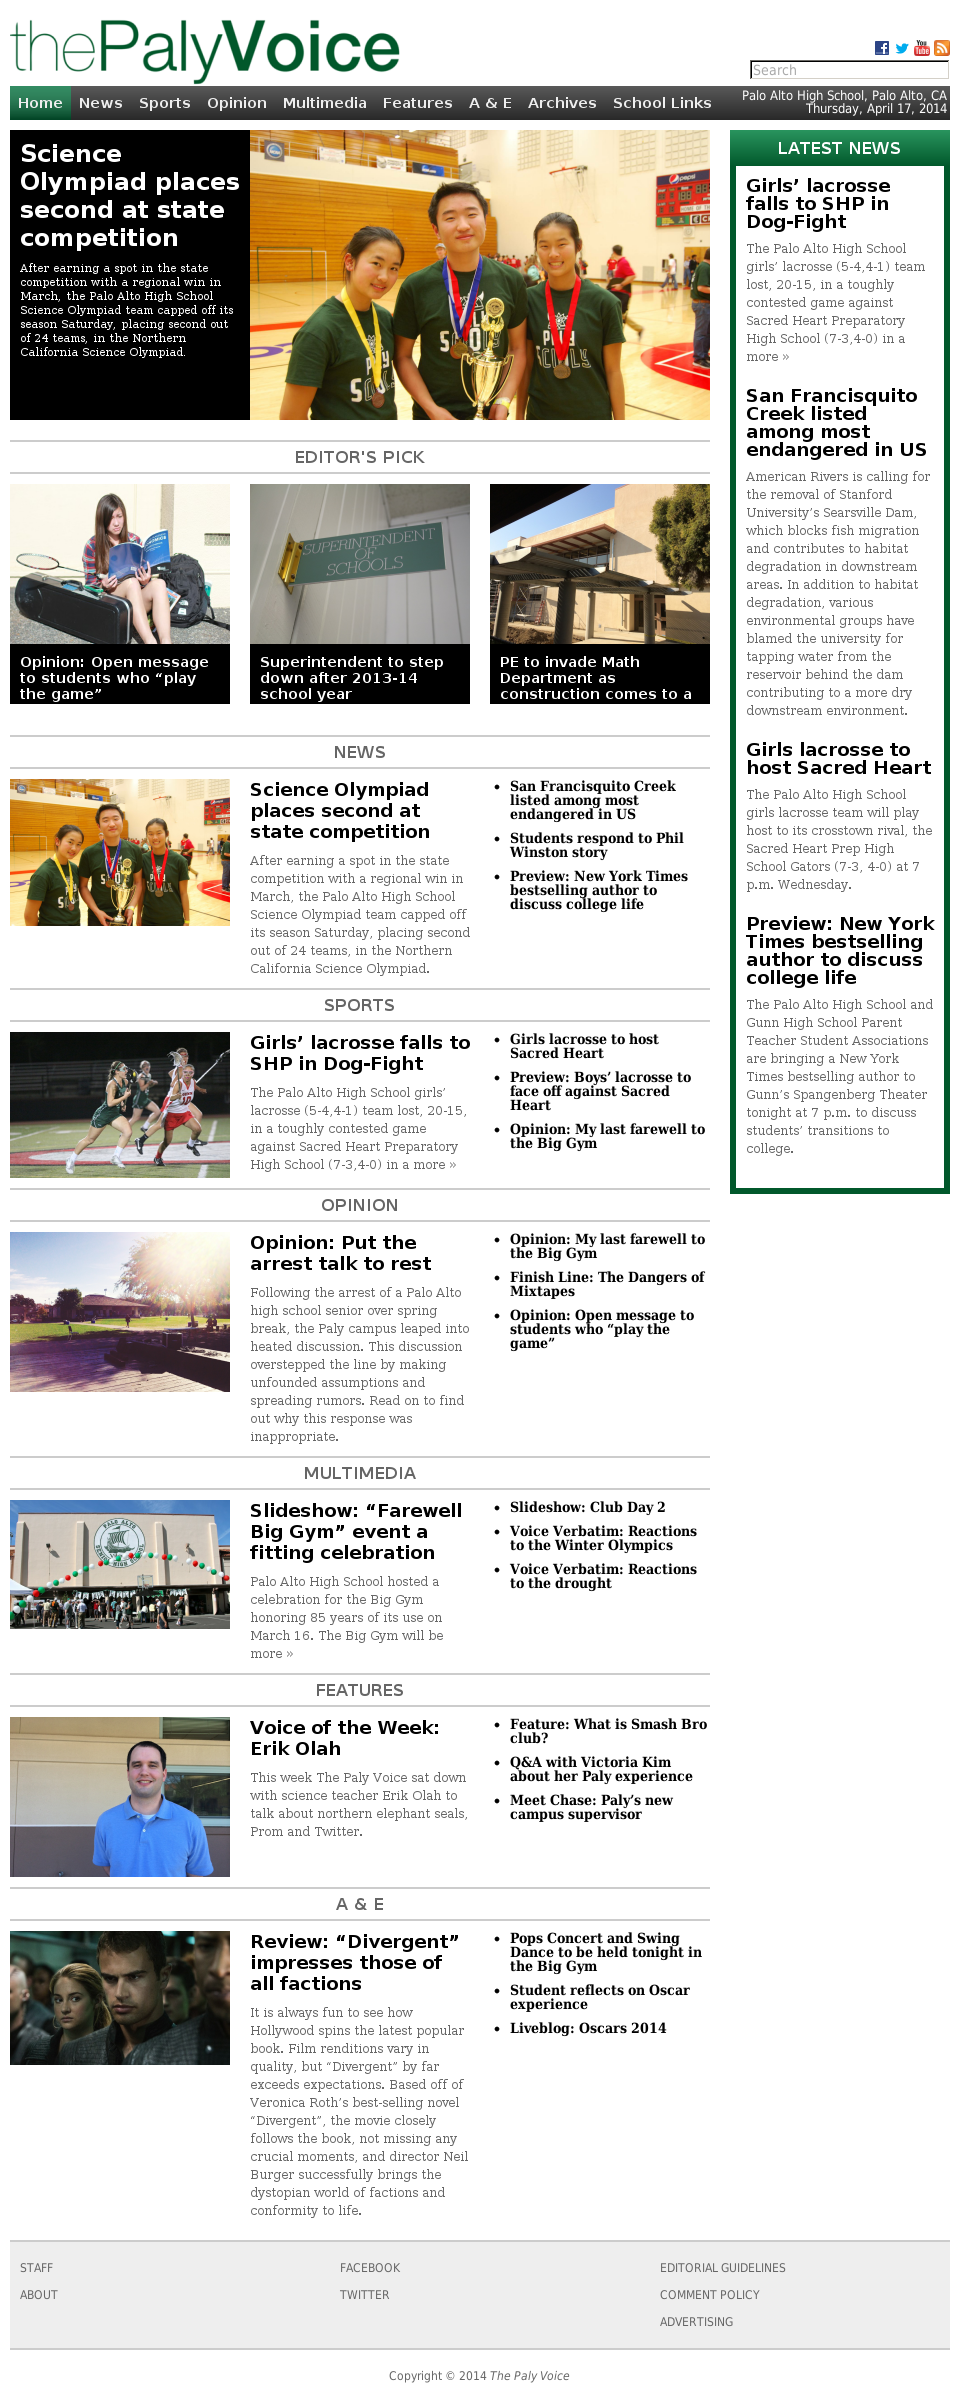 thePalyVoice
Search
Home News Sports Opinion Multimedia Features A & E Archives School Links
Palo Alto High School, Palo Alto, CA
Thursday, April 17, 2014
Science
Olympiad places
second at state
competition
After earning a spot in the state
competition with a regional win in
March, the Palo Alto High School
Science Olympiad team capped off its
season Saturday, placing second out
of 24 teams, in the Northern
California Science Olympiad.
EDITOR'S PICK
SUPERINTENDENT
OF
SCHOOLS
Opinion: Open message
to students who “play
the game”
Superintendent to step
down after 2013-14
school year
PE to invade Math
Department as
construction comes to a
NEWS
Science Olympiad
places second at
state competition
After earning a spot in the state
competition with a regional win in
March, the Palo Alto High School
Science Olympiad team capped off
its season Saturday, placing second
out of 24 teams, in the Northern
California Science Olympiad.
• San Francisquito Creek
listed among most
endangered in US
• Students respond to Phil
Winston story
• Preview: New York Times
bestselling author to
discuss college life
SPORTS
Girls’ lacrosse falls to
SHP in Dog-Fight
The Palo Alto High School girls’
lacrosse (5-4,4-1) team lost, 20-15,
in a toughly contested game
against Sacred Heart Preparatory
High School (7-3,4-0) in a more »
• Girls lacrosse to host
Sacred Heart
• Preview: Boys’ lacrosse to
face off against Sacred
Heart
• Opinion: My last farewell to
the Big Gym
OPINION
Opinion: Put the
arrest talk to rest
Following the arrest of a Palo Alto
high school senior over spring
break, the Paly campus leaped into
heated discussion. This discussion
overstepped the line by making
unfounded assumptions and
spreading rumors. Read on to find
out why this response was
inappropriate.
• Opinion: My last farewell to
the Big Gym
• Finish Line: The Dangers of
Mixtapes
• Opinion: Open message to
students who “play the
game”
MULTIMEDIA
PALO ALTO
SENIOR HIGH SCHOOL
Slideshow: “Farewell
Big Gym” event a
fitting celebration
Palo Alto High School hosted a
celebration for the Big Gym
honoring 85 years of its use on
March 16. The Big Gym will be
more »
• Slideshow: Club Day 2
• Voice Verbatim: Reactions
to the Winter Olympics
• Voice Verbatim: Reactions
to the drought
FEATURES
Voice of the Week:
Erik Olah
This week The Paly Voice sat down
with science teacher Erik Olah to
talk about northern elephant seals,
Prom and Twitter.
• Feature: What is Smash Bro
club?
• Q&A with Victoria Kim
about her Paly experience
• Meet Chase: Paly’s new
campus supervisor
A & E
Review: “Divergent”
impresses those of
all factions
It is always fun to see how
Hollywood spins the latest popular
book. Film renditions vary in
quality, but “Divergent” by far
exceeds expectations. Based off of
Veronica Roth’s best-selling novel
“Divergent”, the movie closely
follows the book, not missing any
crucial moments, and director Neil
Burger successfully brings the
dystopian world of factions and
conformity to life.
• Pops Concert and Swing
Dance to be held tonight in
the Big Gym
• Student reflects on Oscar
experience
• Liveblog: Oscars 2014
LATEST NEWS
Girls’ lacrosse
falls to SHP in
Dog-Fight
The Palo Alto High School
girls’ lacrosse (5-4,4-1) team
lost, 20-15, in a toughly
contested game against
Sacred Heart Preparatory
High School (7-3,4-0) in a
more »
San Francisquito
Creek listed
among most
endangered in US
American Rivers is calling for
the removal of Stanford
University’s Searsville Dam,
which blocks fish migration
and contributes to habitat
degradation in downstream
areas. In addition to habitat
degradation, various
environmental groups have
blamed the university for
tapping water from the
reservoir behind the dam
contributing to a more dry
downstream environment.
Girls lacrosse to
host Sacred Heart
The Palo Alto High School
girls lacrosse team will play
host to its crosstown rival, the
Sacred Heart Prep High
School Gators (7-3, 4-0) at 7
p.m. Wednesday.
Preview: New York
Times bestselling
author to discuss
college life
The Palo Alto High School and
Gunn High School Parent
Teacher Student Associations
are bringing a New York
Times bestselling author to
Gunn’s Spangenberg Theater
tonight at 7 p.m. to discuss
students’ transitions to
college.
STAFF
ABOUT
FACEBOOK
TWITTER
EDITORIAL GUIDELINES
COMMENT POLICY
ADVERTISING
Copyright © 2014 The Paly Voice